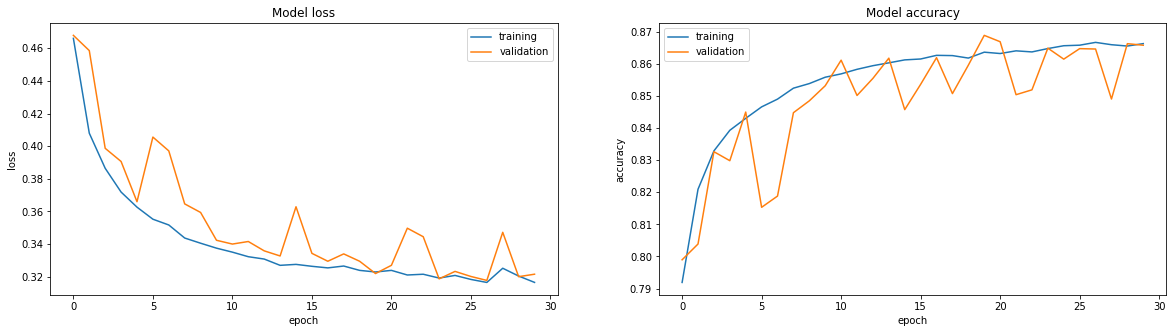 Model loss
training
validation
0.46
0.44
0.42
0.40
0.38
0.36
0.34
0.32
loss
0 5 10 15 20 25 30
epoch
Model accuracy
training
validation
0.87
0.86
0.85
0.84
0.83
0.82
0.81
0.80
0.79
accuracy
0 5 10 15 20 25 30
epoch